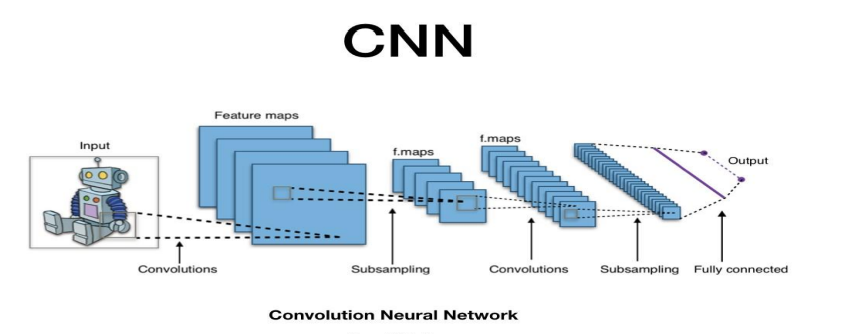 CNN
Feature maps
Input
f.maps
f.maps
Output
Convolutions
Subsampling
Convolutions
Subsampling
Fully connected
Convolution Neural Network